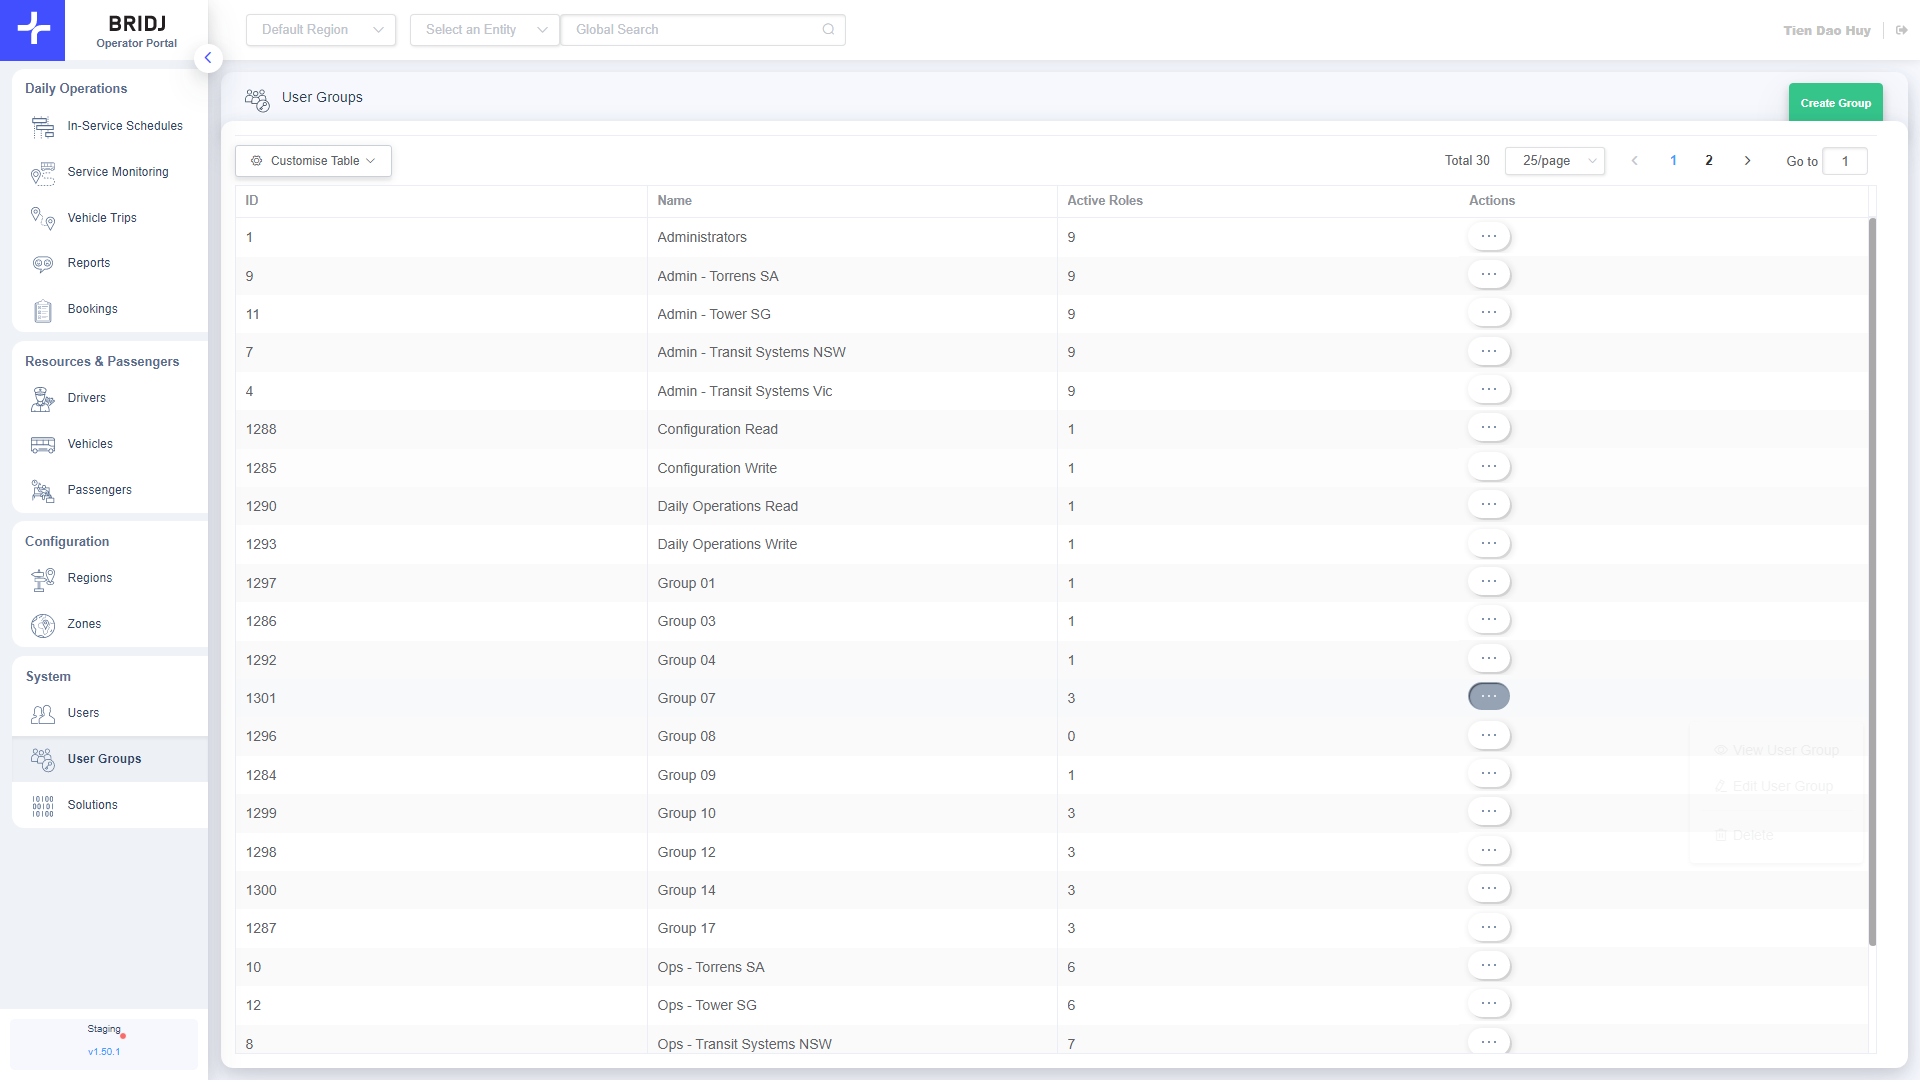 BRIDJ
Operator Portal
Default Region
Select an Entity
Global Search
Tien Dao Huy
Daily Operations
In-Service Schedules
Service Monitoring
Vehicle Trips
Reports
Bookings
Resources & Passengers
Drivers
Vehicles
Passengers
Configuration
Regions
Zones
System
Users
User Groups
Solutions
Staging
v1.50.1
User Groups
Create Group
Customise Table
Total 30 25/page 1 2 Go to 1
ID Name Active Roles Actions
1 Administrators 9
9 Admin - Torrens SA 9
11 Admin - Tower SG 9
7 Admin - Transit Systems NSW 9
4 Admin - Transit Systems Vic 9
1288 Configuration Read 1
1285 Configuration Write 1
1290 Daily Operations Read 1
1293 Daily Operations Write 1
1297 Group 01 1
1286 Group 03 1
1292 Group 04 1
1301 Group 07 3
1296 Group 08 0
1284 Group 09 1
1299 Group 10 3
1298 Group 12 3
1300 Group 14 3
1287 Group 17 3
10 Ops - Torrens SA 6
12 Ops - Tower SG 6
8 Ops - Transit Systems NSW 7
View User Group
Edit User Group
Delete